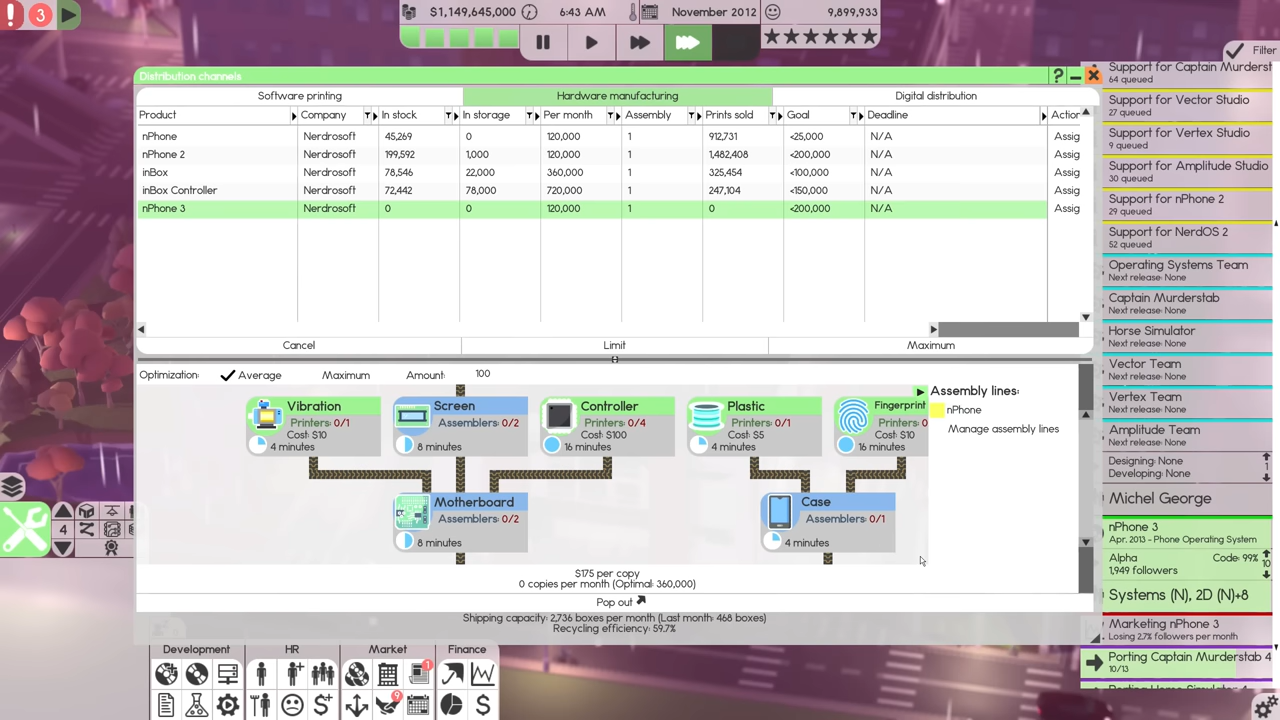 3
$1,149,645,000
6:43 AM
November 2012
9,899,933
Filter
Distribution channels
?
Software printing
Hardware manufacturing
Digital distribution
Product Company In stock In storage Per month Assembly Prints sold Goal Deadline Action
nPhone Nerdrosoft 45,269 0 120,000 1 912,731 <25,000 N/A Assig
nPhone 2 Nerdrosoft 199,592 1,000 120,000 1 1,482,408 <200,000 N/A Assig
inBox Nerdrosoft 78,546 22,000 360,000 1 325,454 <100,000 N/A Assig
inBox Controller Nerdrosoft 72,442 78,000 720,000 1 247,104 <150,000 N/A Assig
nPhone 3 Nerdrosoft 0 0 120,000 1 0 <200,000 N/A Assig
Cancel
Limit
Maximum
Optimization:
Average
Maximum
Amount:
100
Vibration
Printers: 0/1
Cost: $10
4 minutes
Screen
Assemblers: 0/2
8 minutes
Controller
Printers: 0/4
Cost: $100
16 minutes
Plastic
Printers: 0/1
Cost: $5
4 minutes
Fingerprint
Printers: 0
Cost: $10
16 minutes
Motherboard
Assemblers: 0/2
8 minutes
Case
Assemblers: 0/1
4 minutes
Assembly lines:
nPhone
Manage assembly lines
$175 per copy
0 copies per month (Optimal: 360,000)
Pop out
Shipping capacity: 2,736 boxes per month (Last month: 468 boxes)
Recycling efficiency: 59.7%
4
Development
HR
Market
Finance
1
9
Support for Captain Murderst
64 queued
Support for Vector Studio
27 queued
Support for Vertex Studio
9 queued
Support for Amplitude Studio
30 queued
Support for nPhone 2
29 queued
Support for NerdOS 2
52 queued
Operating Systems Team
Next release: None
Captain Murderstab
Next release: None
Horse Simulator
Next release: None
Vector Team
Next release: None
Vertex Team
Next release: None
Amplitude Team
Next release: None
Designing: None
Developing: None
1
Michel George
nPhone 3
Apr. 2013 - Phone Operating System
Alpha
Code: 99%
1,949 followers
10
Systems (N), 2D (N)+8
Marketing nPhone 3
Losing 2.7% followers per month
Porting Captain Murderstab 4
10/13